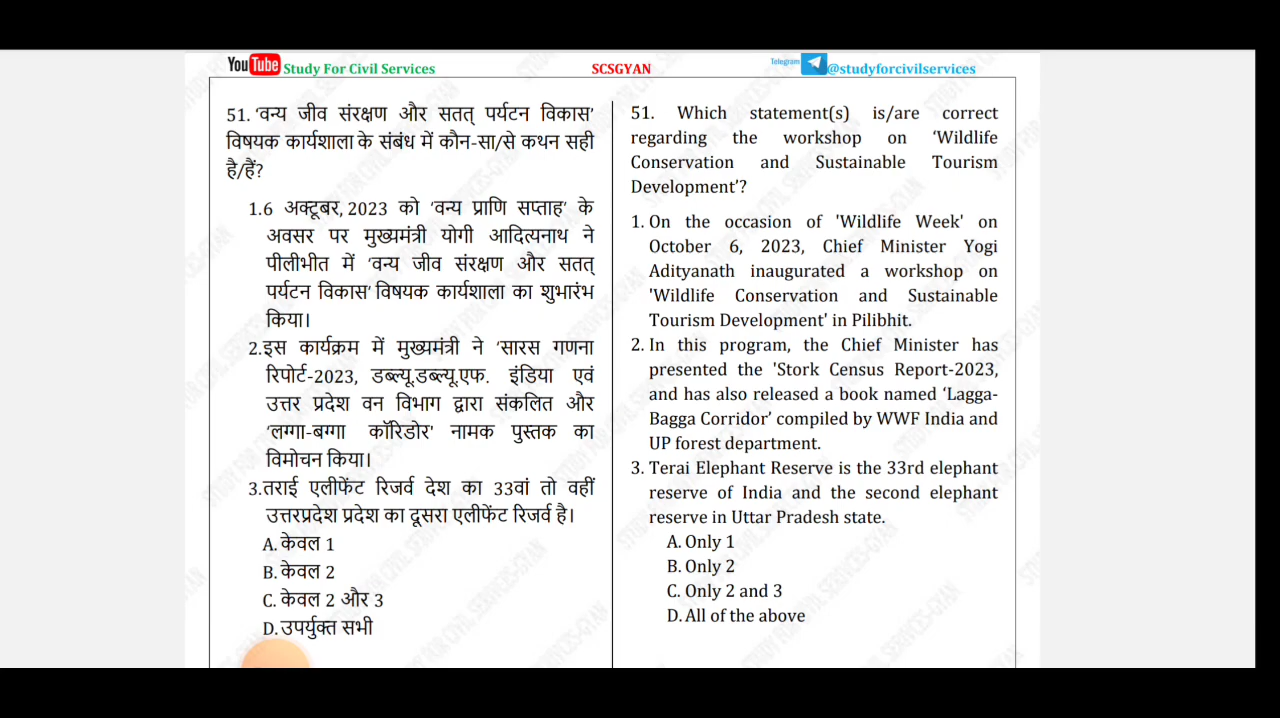 YouTube Study For Civil Services SCSGYAN Telegram @studyforcivilservices
51. ‘वन्य जीव संरक्षण और सतत् पर्यटन विकास’
विषयक कार्यशाला के संबंध में कौन-सा/से कथन सही
है/हैं?
1.6 अक्टूबर, 2023 को ‘वन्य प्राणि सप्ताह’ के
अवसर पर मुख्यमंत्री योगी आदित्यनाथ ने
पीलीभीत में ‘वन्य जीव संरक्षण और सतत्
पर्यटन विकास’ विषयक कार्यशाला का शुभारंभ
किया।
2.इस कार्यक्रम में मुख्यमंत्री ने ‘सारस गणना
रिपोर्ट-2023, डब्ल्यू.डब्ल्यू.एफ. इंडिया एवं
उत्तर प्रदेश वन विभाग द्वारा संकलित और
‘लग्गा-बग्गा कॉरिडोर’ नामक पुस्तक का
विमोचन किया।
3.तराई एलीफेंट रिजर्व देश का 33वां तो वहीं
उत्तरप्रदेश प्रदेश का दूसरा एलीफेंट रिजर्व है।
A. केवल 1
B. केवल 2
C. केवल 2 और 3
D. उपर्युक्त सभी
51. Which statement(s) is/are correct
regarding the workshop on ‘Wildlife
Conservation and Sustainable Tourism
Development’?
1. On the occasion of 'Wildlife Week' on
October 6, 2023, Chief Minister Yogi
Adityanath inaugurated a workshop on
'Wildlife Conservation and Sustainable
Tourism Development' in Pilibhit.
2. In this program, the Chief Minister has
presented the 'Stork Census Report-2023,
and has also released a book named ‘Lagga-
Bagga Corridor’ compiled by WWF India and
UP forest department.
3. Terai Elephant Reserve is the 33rd elephant
reserve of India and the second elephant
reserve in Uttar Pradesh state.
A. Only 1
B. Only 2
C. Only 2 and 3
D. All of the above